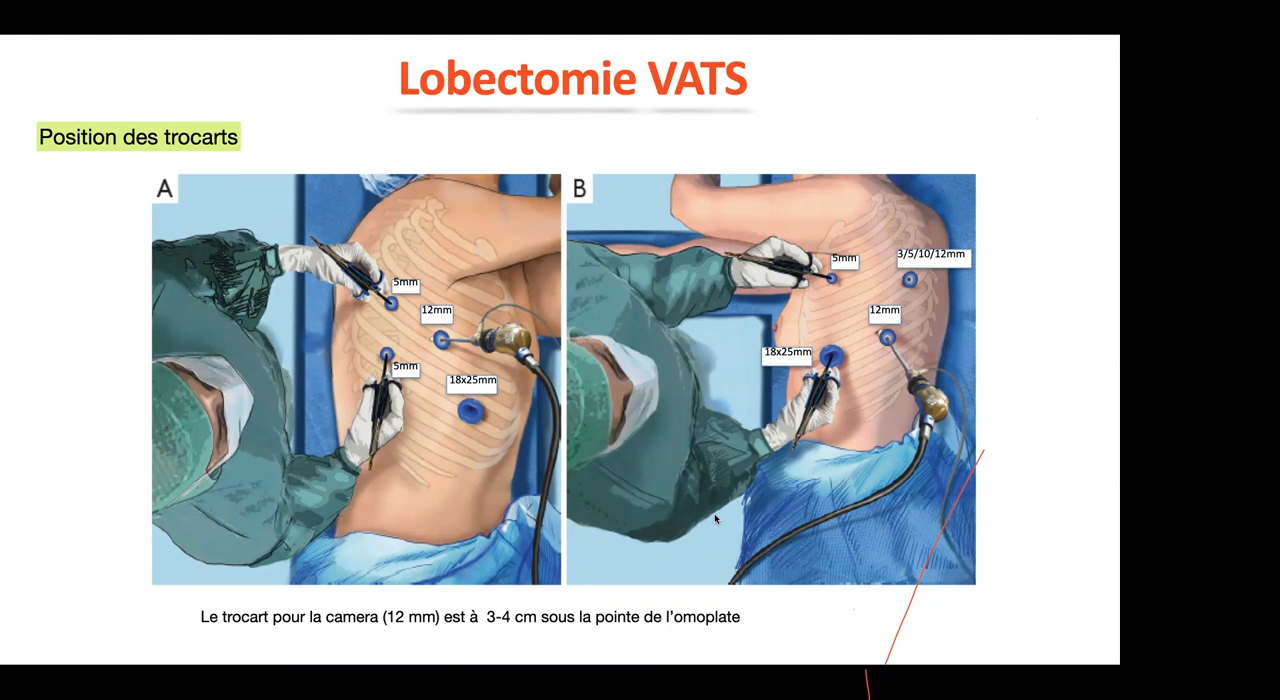 Lobectomie VATS
Position des trocarts
A
5mm
12mm
5mm
18x25mm
B
5mm
3/5/10/12mm
12mm
18x25mm
Le trocart pour la camera (12 mm) est à 3-4 cm sous la pointe de l’omoplate